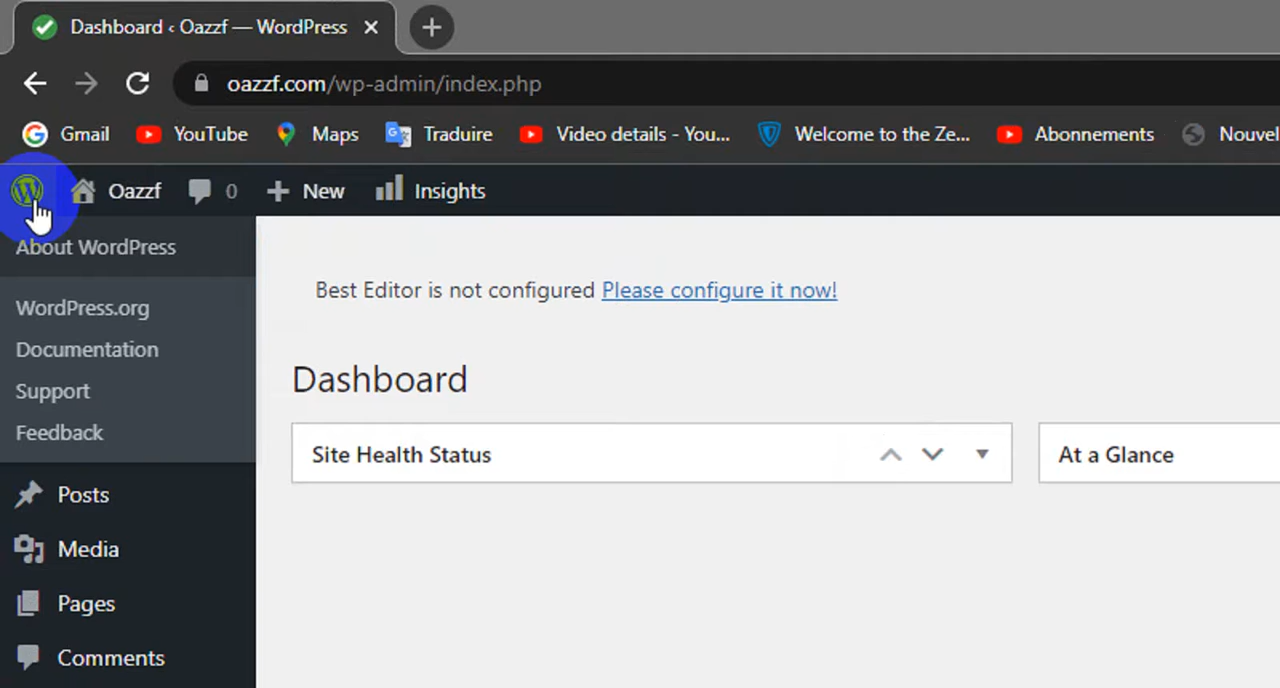 Dashboard ‹ Oazzf — WordPress
oazzf.com/wp-admin/index.php
Gmail YouTube Maps Traduire Video details - You... Welcome to the Ze... Abonnements Nouvel
Oazzf 0 New Insights
About WordPress
WordPress.org
Documentation
Support
Feedback
Posts
Media
Pages
Comments
Best Editor is not configured Please configure it now!
Dashboard
Site Health Status
At a Glance